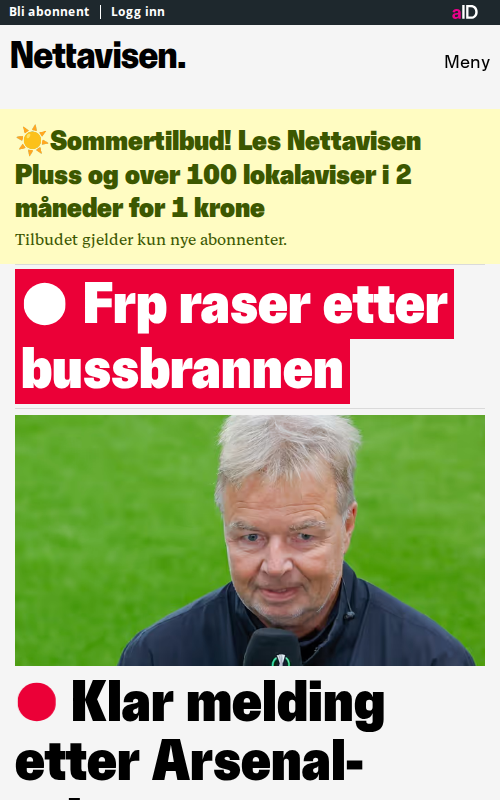 Bli abonnent | Logg inn
aID
Nettavisen.
Meny
☀️Sommertilbud! Les Nettavisen
Pluss og over 100 lokalaviser i 2
måneder for 1 krone
Tilbudet gjelder kun nye abonnenter.
Frp raser etter
bussbrannen
Klar melding
etter Arsenal-